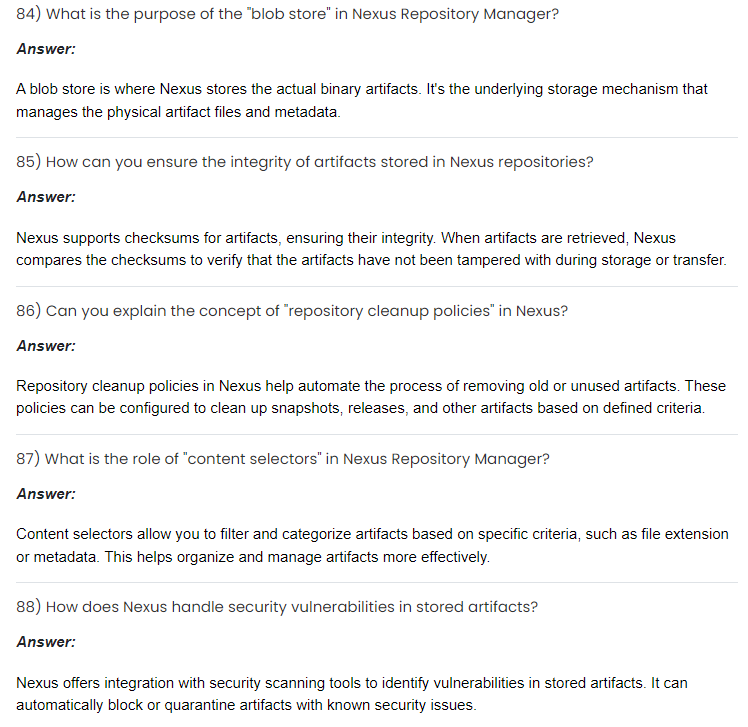 84) What is the purpose of the "blob store" in Nexus Repository Manager?
Answer:
A blob store is where Nexus stores the actual binary artifacts. It's the underlying storage mechanism that
manages the physical artifact files and metadata.
85) How can you ensure the integrity of artifacts stored in Nexus repositories?
Answer:
Nexus supports checksums for artifacts, ensuring their integrity. When artifacts are retrieved, Nexus
compares the checksums to verify that the artifacts have not been tampered with during storage or transfer.
86) Can you explain the concept of "repository cleanup policies" in Nexus?
Answer:
Repository cleanup policies in Nexus help automate the process of removing old or unused artifacts. These
policies can be configured to clean up snapshots, releases, and other artifacts based on defined criteria.
87) What is the role of "content selectors" in Nexus Repository Manager?
Answer:
Content selectors allow you to filter and categorize artifacts based on specific criteria, such as file extension
or metadata. This helps organize and manage artifacts more effectively.
88) How does Nexus handle security vulnerabilities in stored artifacts?
Answer:
Nexus offers integration with security scanning tools to identify vulnerabilities in stored artifacts. It can
automatically block or quarantine artifacts with known security issues.